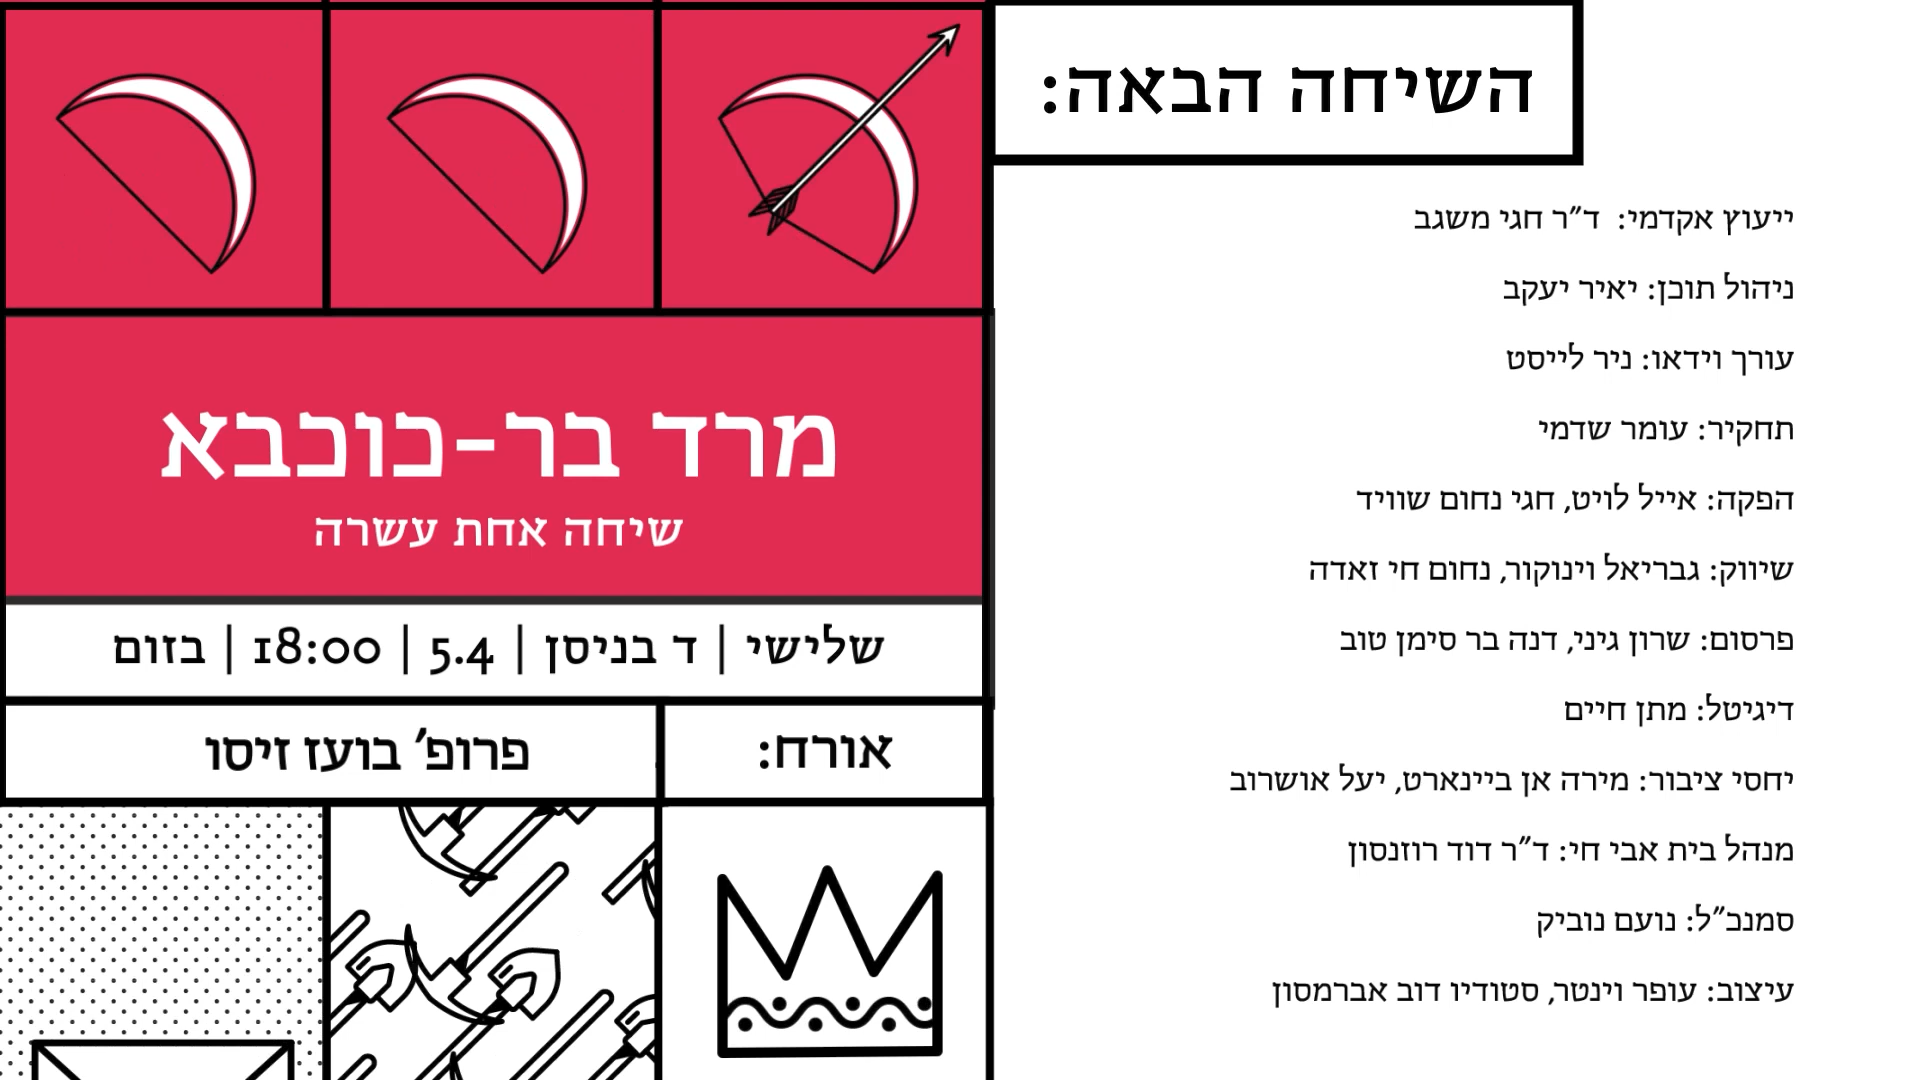 השיחה הבאה:
ייעוץ אקדמי: ד"ר חגי משגב
ניהול תוכן: יאיר יעקב
עורך וידאו: ניר לייסט
תחקיר: עומר שדמי
הפקה: אייל לויט, חגי נחום שוויד
שיווק: גבריאל וינוקור, נחום חי זאדה
פרסום: שרון גיני, דנה בר סימן טוב
דיגיטל: מתן חיים
יחסי ציבור: מירה אן ביינארט, יעל אושרוב
מנהל בית אבי חי: ד"ר דוד רוזנסון
סמנכ"ל: נועם נוביק
עיצוב: עופר וינטר, סטודיו דוב אברמסון
מרד בר-כוכבא
שיחה אחת עשרה
שלישי | ד בניסן | 5.4 | 18:00 | בזום
אורח: פרופ' בועז זיסו